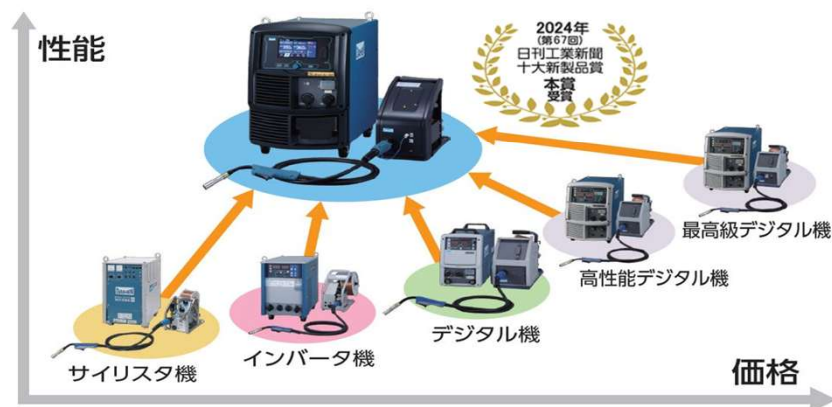 性能
2024年
(第67回)
日刊工業新聞
十大新製品賞
本賞
受賞
最高級デジタル機
高性能デジタル機
デジタル機
インバータ機
サイリスタ機
価格